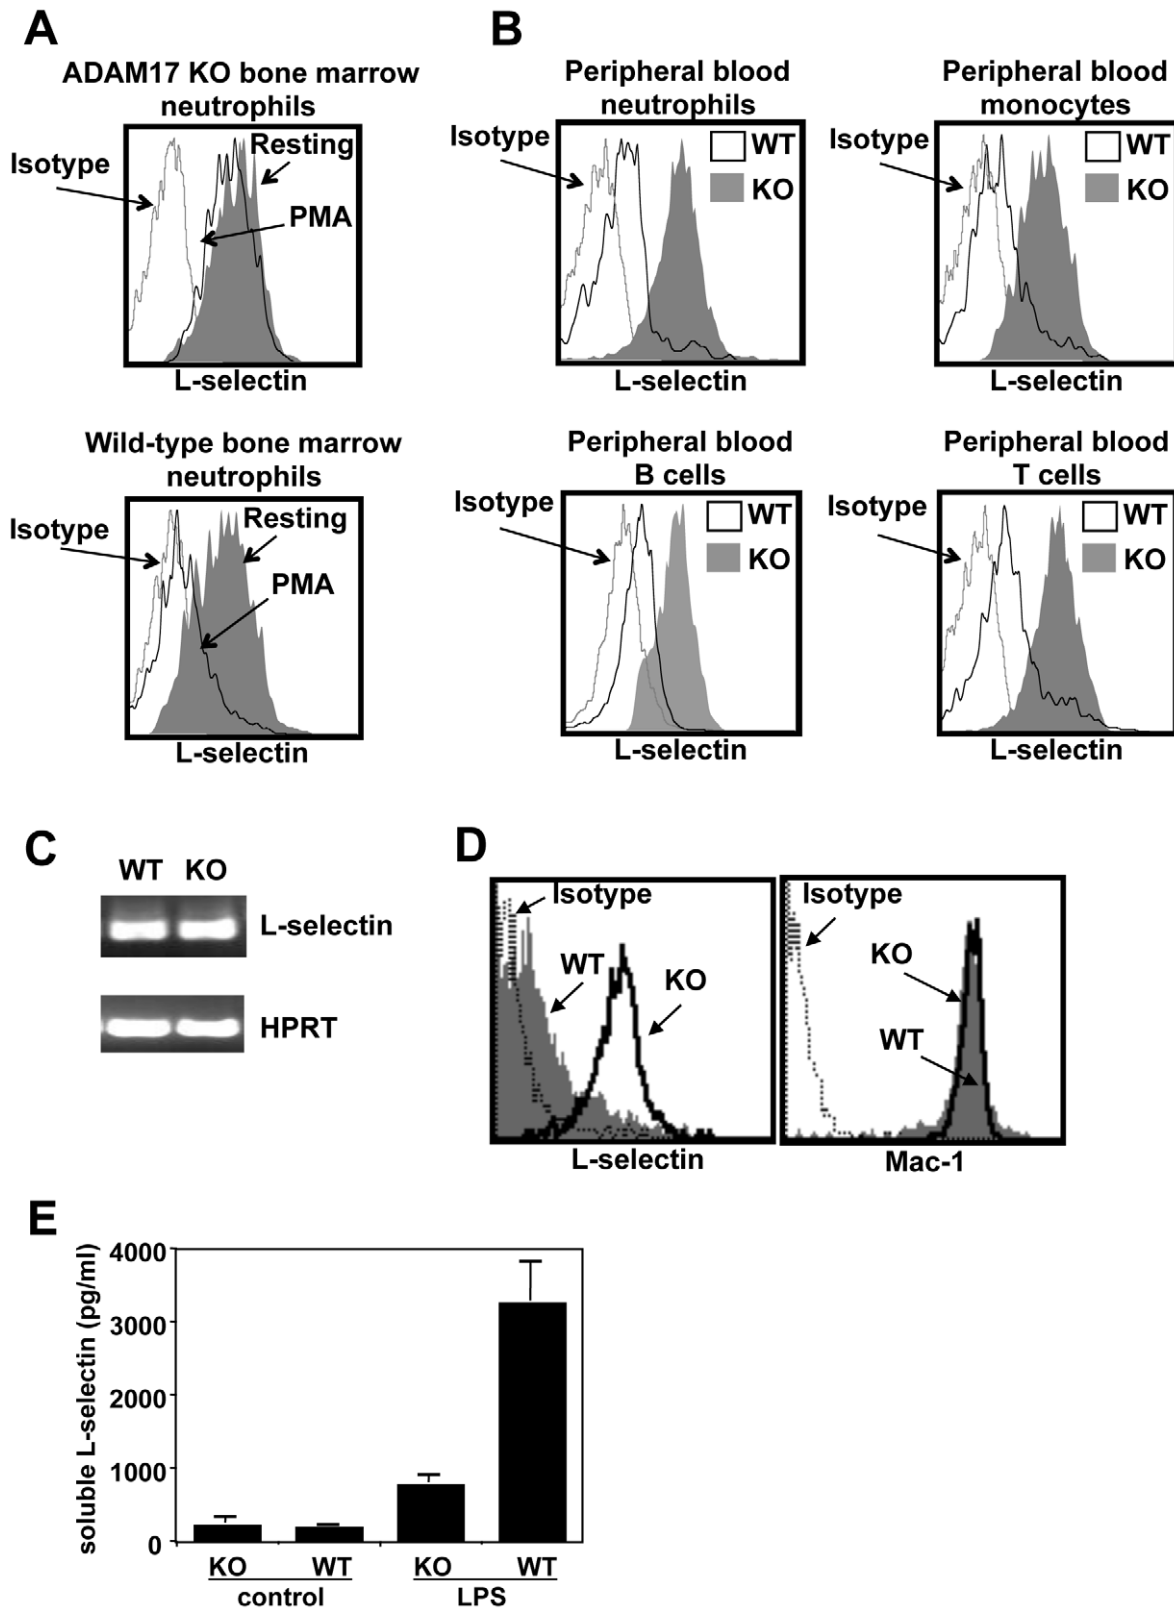 A
ADAM17 KO bone marrow
neutrophils
Isotype
Resting
PMA
L-selectin
Wild-type bone marrow
neutrophils
Isotype
Resting
PMA
L-selectin
B
Peripheral blood
neutrophils
Isotype
WT
KO
L-selectin
Peripheral blood
monocytes
Isotype
WT
KO
L-selectin
Peripheral blood
B cells
Isotype
WT
KO
L-selectin
Peripheral blood
T cells
Isotype
WT
KO
L-selectin
C
WT KO
L-selectin
HPRT
D
Isotype
WT
KO
L-selectin
Isotype
KO
WT
Mac-1
E
soluble L-selectin (pg/ml)
4000
3000
2000
1000
0
KO WT KO WT
control LPS